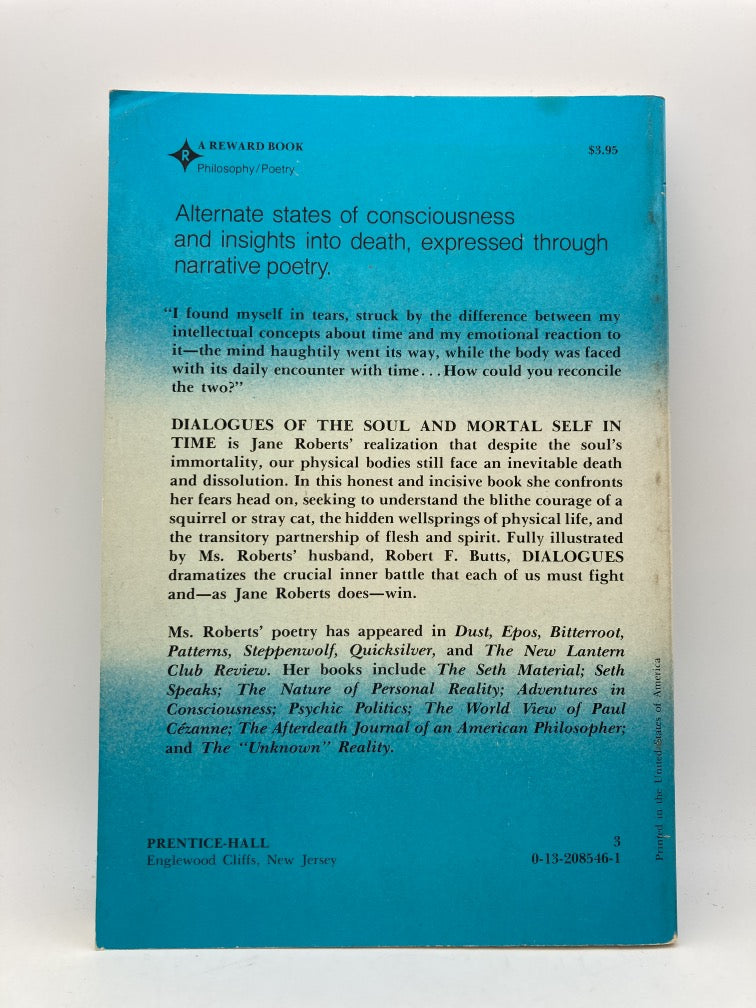 A REWARD BOOK
R
Philosophy/Poetry
$3.95
Alternate states of consciousness
and insights into death, expressed through
narrative poetry.
"I found myself in tears, struck by the difference between my
intellectual concepts about time and my emotional reaction to
it—the mind haughtily went its way, while the body was faced
with its daily encounter with time...How could you reconcile
the two?"
DIALOGUES OF THE SOUL AND MORTAL SELF IN
TIME is Jane Roberts' realization that despite the soul's
immortality, our physical bodies still face an inevitable death
and dissolution. In this honest and incisive book she confronts
her fears head on, seeking to understand the blithe courage of a
squirrel or stray cat, the hidden wellsprings of physical life, and
the transitory partnership of flesh and spirit. Fully illustrated
by Ms. Roberts' husband, Robert F. Butts, DIALOGUES
dramatizes the crucial inner battle that each of us must fight
and—as Jane Roberts does—win.
Ms. Roberts' poetry has appeared in Dust, Epos, Bitterroot,
Patterns, Steppenwolf, Quicksilver, and The New Lantern
Club Review. Her books include The Seth Material; Seth
Speaks; The Nature of Personal Reality; Adventures in
Consciousness; Psychic Politics; The World View of Paul
Cézanne; The Afterdeath Journal of an American Philosopher;
and The "Unknown" Reality.
PRENTICE-HALL
Englewood Cliffs, New Jersey
3
0-13-208546-1
Printed in the United States of America